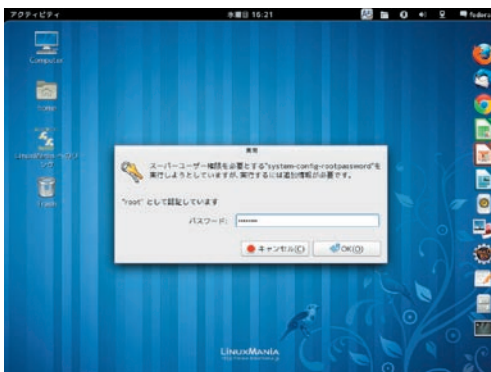 アクティビティ
水曜日 16:21
fedora
Computer
home
Trash
実行
スーパーユーザー権限を必要とする"system-config-rootpassword"を
実行しようとしていますが、実行するには追加情報が必要です。
"root" として認証しています
パスワード:
キャンセル(C)
OK(O)
LINUXMANIA